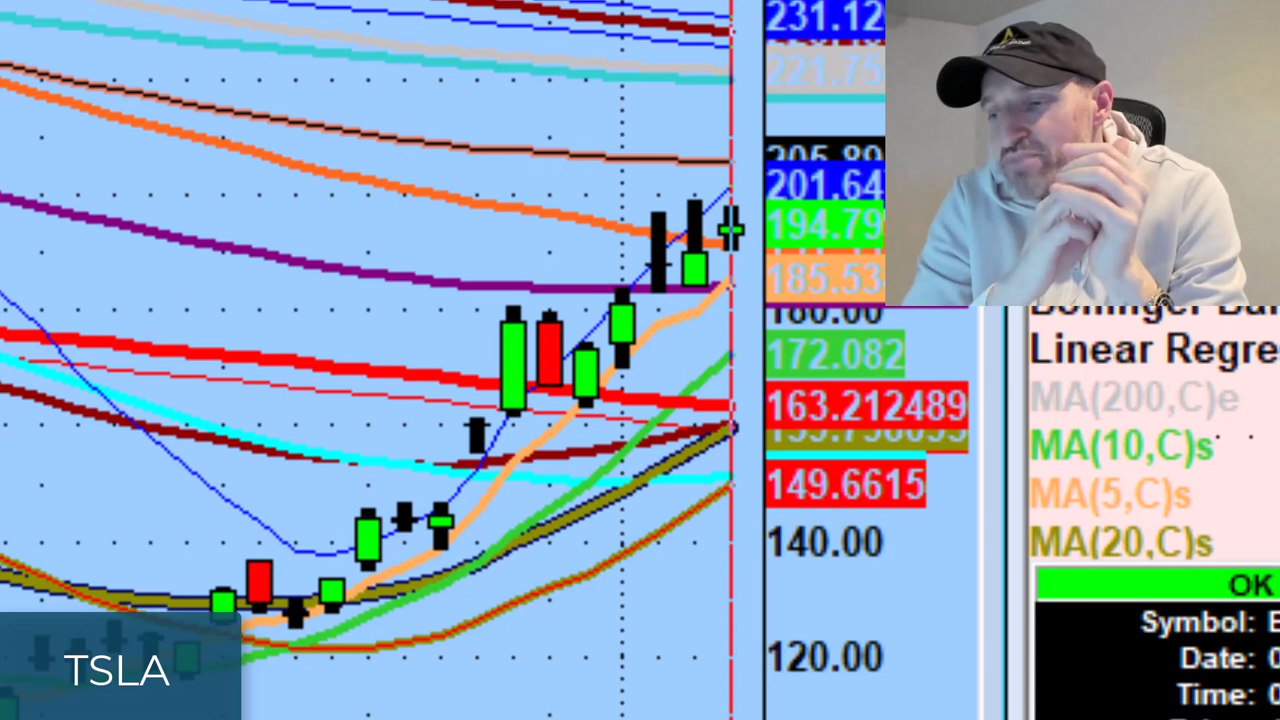 231.12
221.75
205.89
201.64
194.79
185.53
180.00
172.082
163.212489
149.6615
140.00
120.00
Linear Regre
MA(200,C)e
MA(10,C)s
MA(5,C)s
MA(20,C)s
OK
Symbol:
Date:
Time:
TSLA